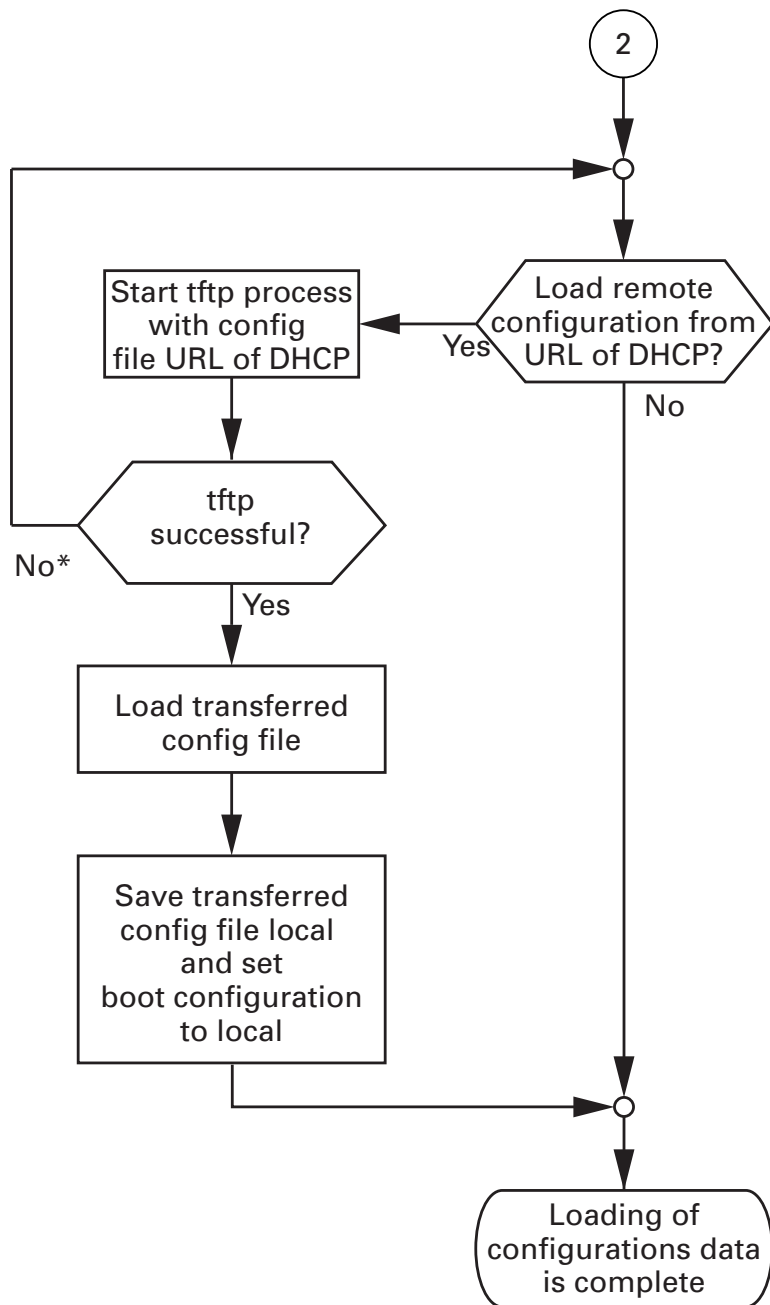 2
Load remote
configuration from
URL of DHCP?
Yes
No
Start tftp process
with config
file URL of DHCP
tftp
successful?
No*
Yes
Load transferred
config file
Save transferred
config file local
and set
boot configuration
to local
Loading of
configurations data
is complete